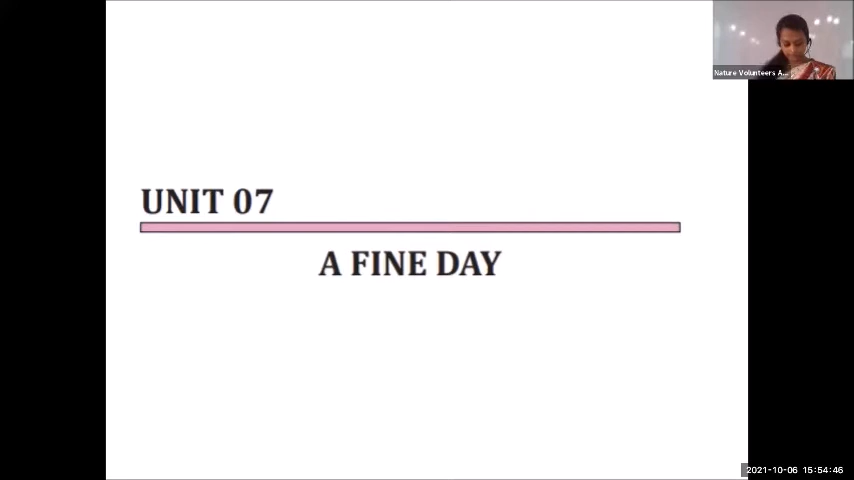 Nature Volunteers A...
UNIT 07
A FINE DAY
2021-10-06 15:54:46